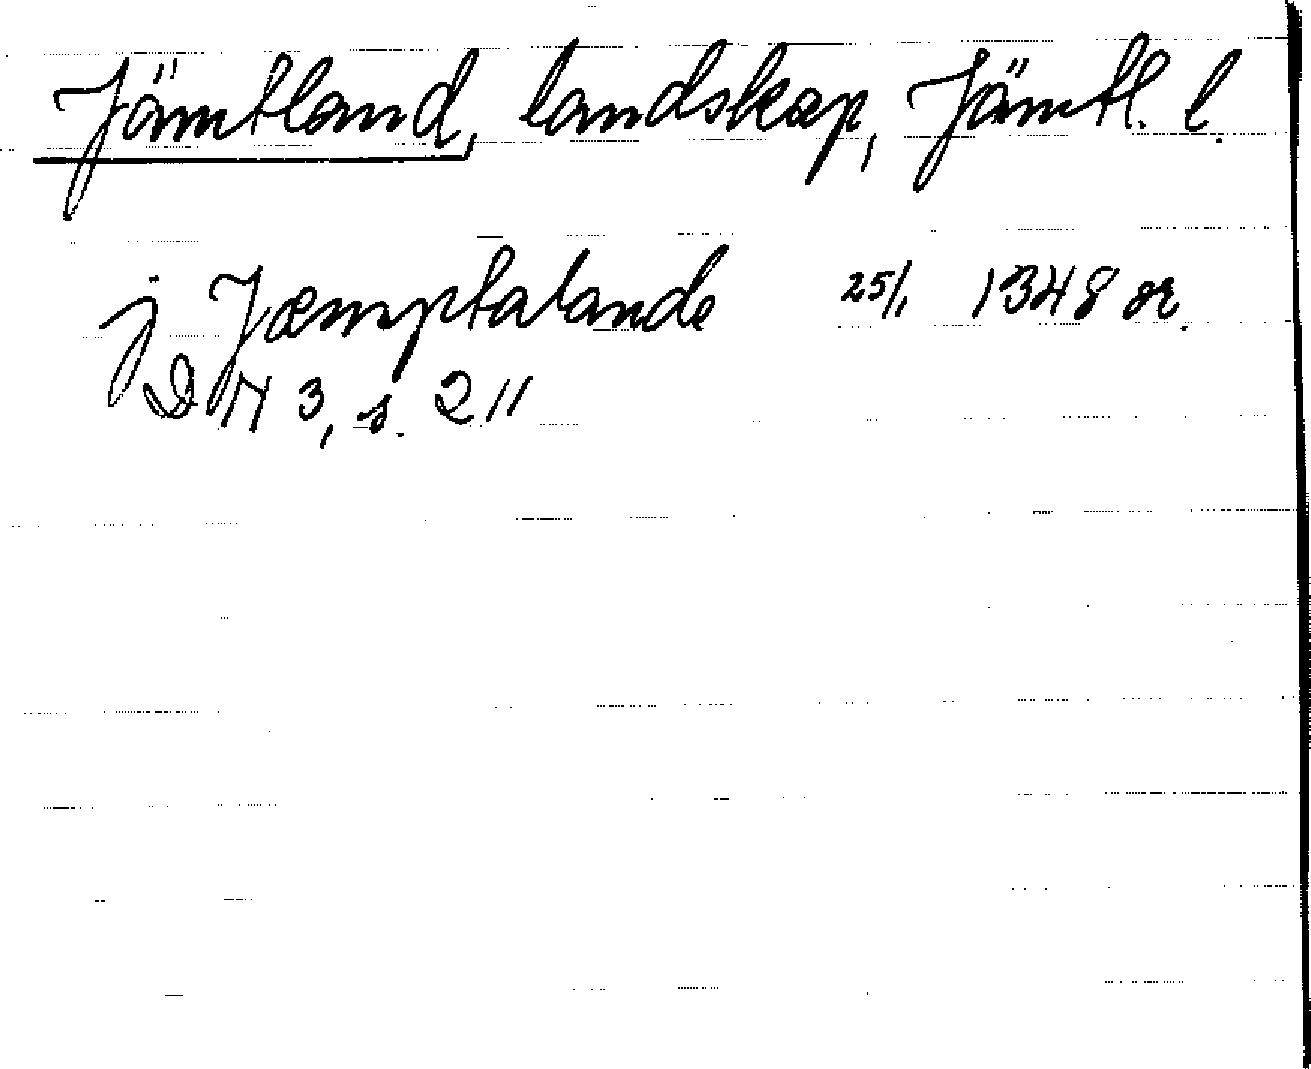 Jämtland, landskap, Jämtl. l.
j Jæmptalande 25/1 1348 or.
DN 3, s. 211